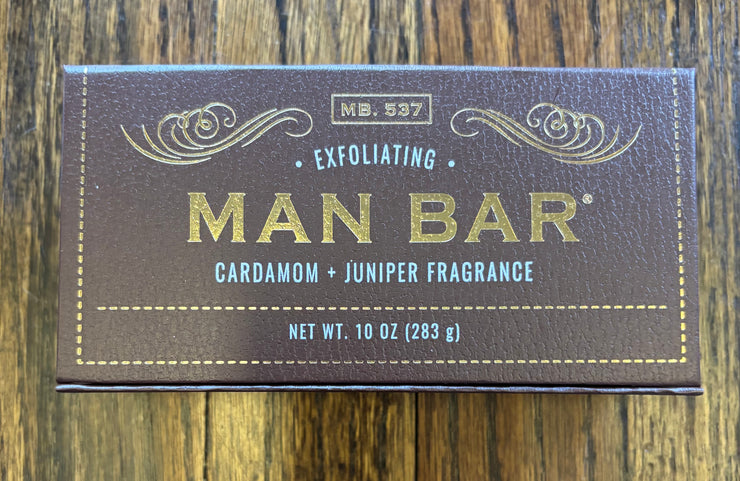 MB. 537
• EXFOLIATING •
MAN BAR®
CARDAMOM + JUNIPER FRAGRANCE
NET WT. 10 OZ (283 g)